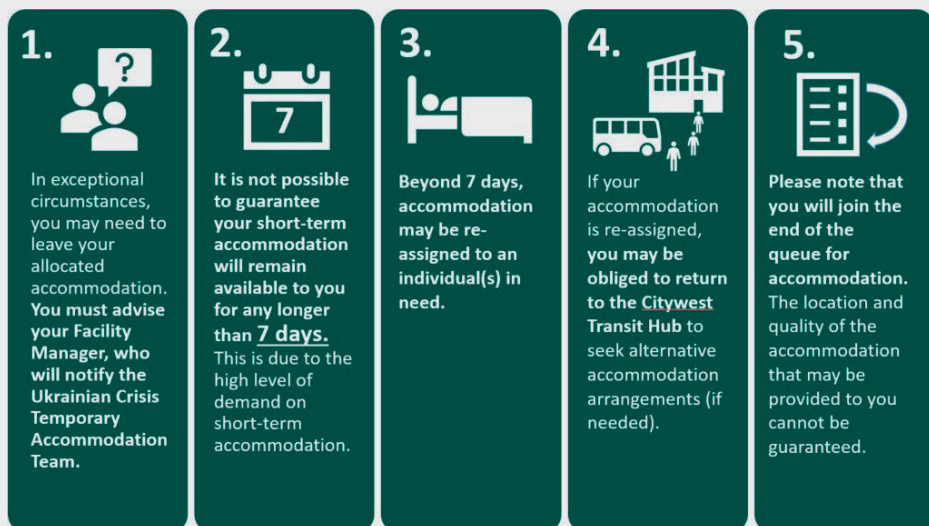 1.
?
In exceptional
circumstances,
you may need to
leave your
allocated
accommodation.
You must advise
your Facility
Manager, who
will notify the
Ukrainian Crisis
Temporary
Accommodation
Team.
2.
7
It is not possible
to guarantee
your short-term
accommodation
will remain
available to you
for any longer
than 7 days.
This is due to the
high level of
demand on
short-term
accommodation.
3.
Beyond 7 days,
accommodation
may be re-
assigned to an
individual(s) in
need.
4.
If your
accommodation
is re-assigned,
you may be
obliged to return
to the Citywest
Transit Hub to
seek alternative
accommodation
arrangements (if
needed).
5.
Please note that
you will join the
end of the
queue for
accommodation.
The location and
quality of the
accommodation
that may be
provided to you
cannot be
guaranteed.